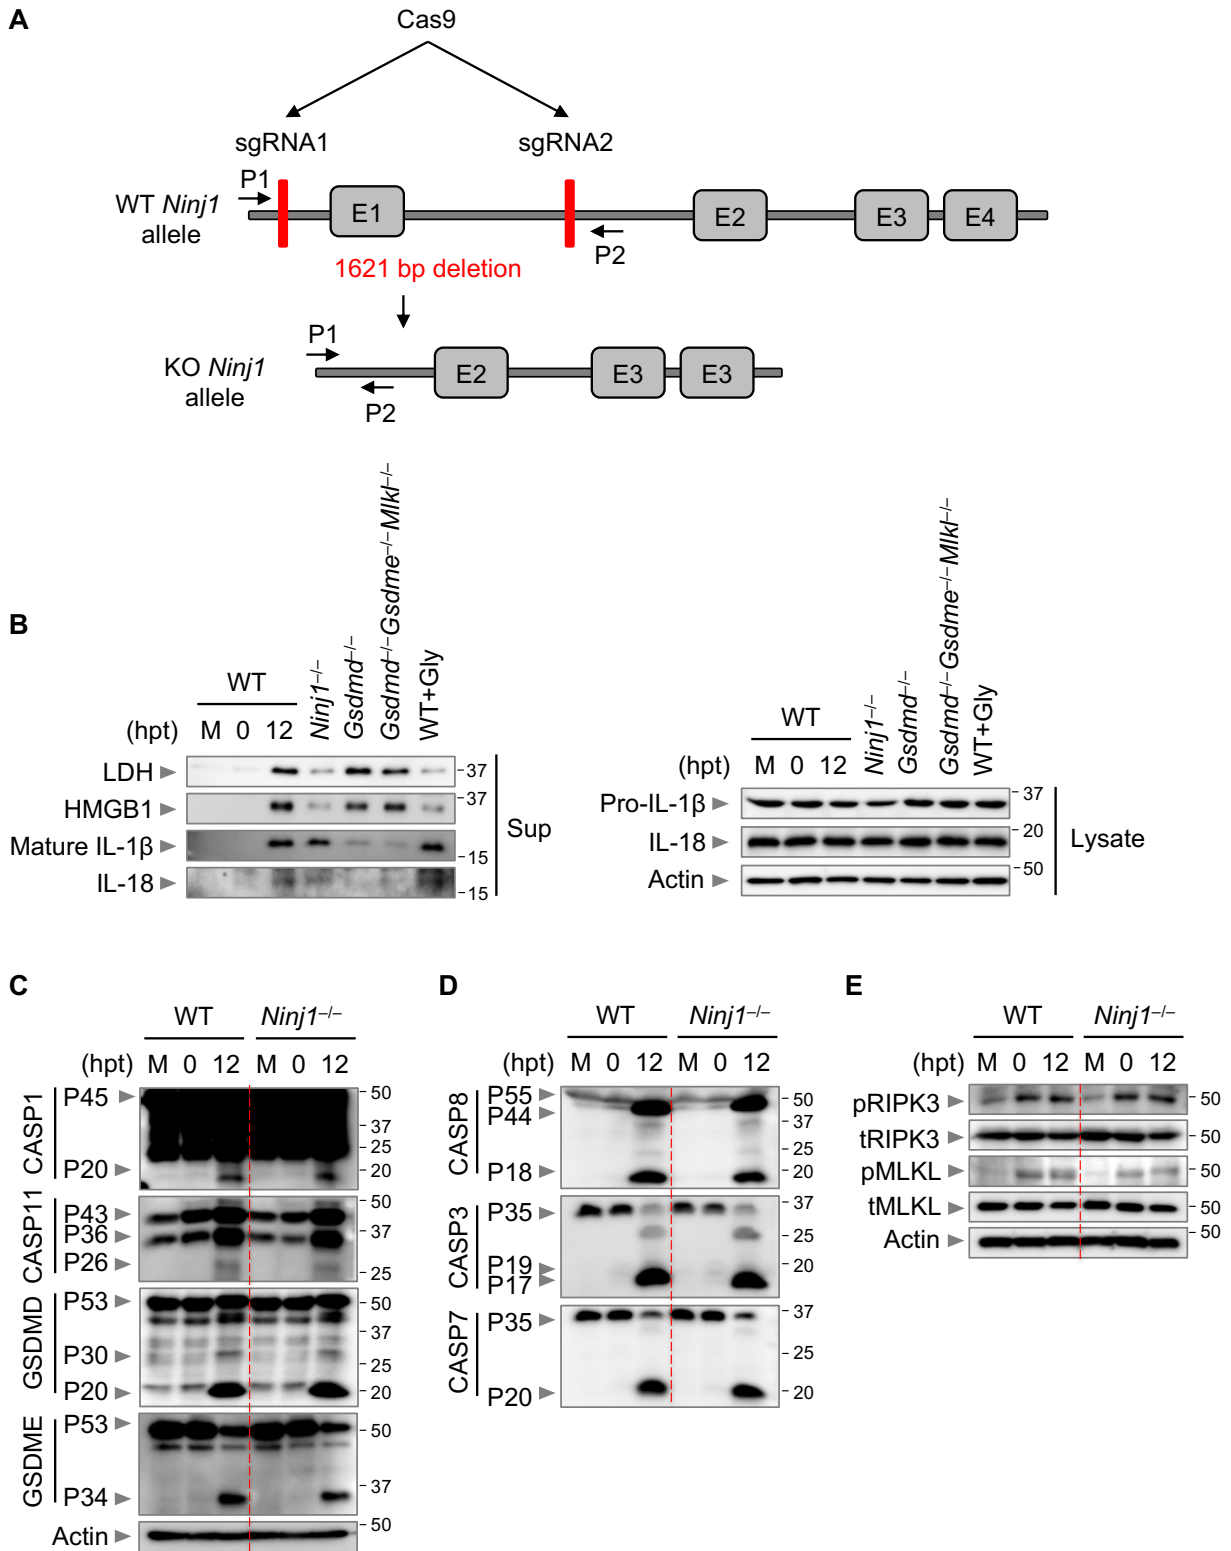 A
Cas9
sgRNA1 sgRNA2
P1
WT Ninj1 allele
E1 E2 E3 E4
P2
1621 bp deletion
P1
KO Ninj1 allele
E2 E3 E3
P2
B
WT Ninj1–/– Gsdmd–/– Gsdmd–/–Gsdme–/–Mlkl–/– WT+Gly
(hpt) M 0 12
LDH 37
HMGB1 37
Mature IL-1β 15
IL-18 15
Sup
WT Ninj1–/– Gsdmd–/– Gsdmd–/–Gsdme–/–Mlkl–/– WT+Gly
(hpt) M 0 12
Pro-IL-1β 37
IL-18 20
Actin 50
Lysate
C
WT Ninj1–/–
(hpt) M 0 12 M 0 12
CASP1
P45 50
37
25
P20 20
CASP11
P43 50
P36 37
P26 25
GSDMD
P53 50
37
P30 25
P20 20
GSDME
P53 50
37
P34
Actin 50
D
WT Ninj1–/–
(hpt) M 0 12 M 0 12
CASP8
P55 50
P44 37
25
P18 20
CASP3
P35 37
25
P19 20
P17
CASP7
P35 37
25
P20 20
E
WT Ninj1–/–
(hpt) M 0 12 M 0 12
pRIPK3 50
tRIPK3 50
pMLKL 50
tMLKL 50
Actin 50